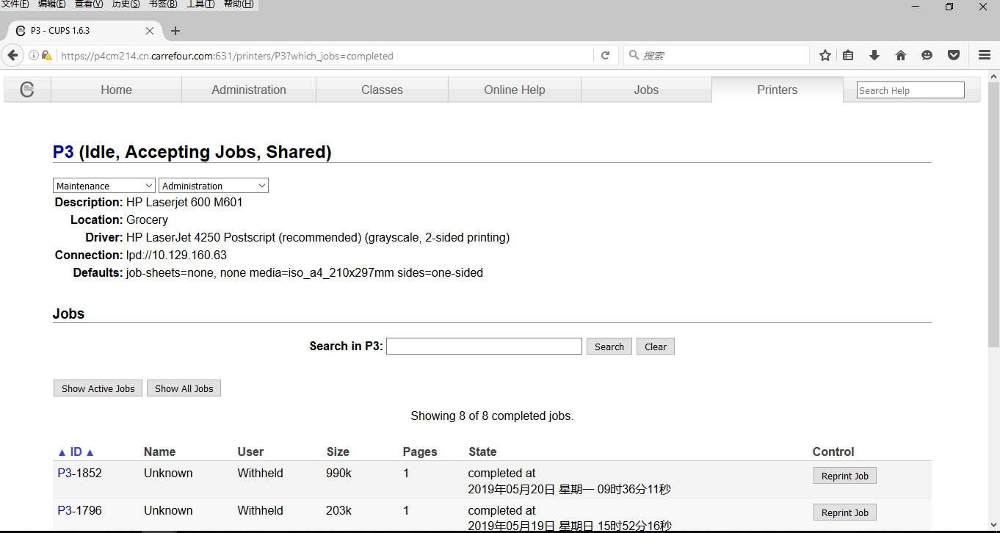 文件(F) 编辑(E) 查看(V) 历史(S) 书签(B) 工具(T) 帮助(H)
P3 - CUPS 1.6.3
https://p4cm214.cn.carrefour.com:631/printers/P3?which_jobs=completed 搜索
Home Administration Classes Online Help Jobs Printers Search Help
P3 (Idle, Accepting Jobs, Shared)
Maintenance Administration
Description: HP Laserjet 600 M601
Location: Grocery
Driver: HP LaserJet 4250 Postscript (recommended) (grayscale, 2-sided printing)
Connection: lpd://10.129.160.63
Defaults: job-sheets=none, none media=iso_a4_210x297mm sides=one-sided
Jobs
Search in P3: Search Clear
Show Active Jobs Show All Jobs
Showing 8 of 8 completed jobs.
▲ ID ▲ Name User Size Pages State Control
P3-1852 Unknown Withheld 990k 1 completed at Reprint Job
2019年05月20日 星期一 09时36分11秒
P3-1796 Unknown Withheld 203k 1 completed at Reprint Job
2019年05月19日 星期日 15时52分16秒